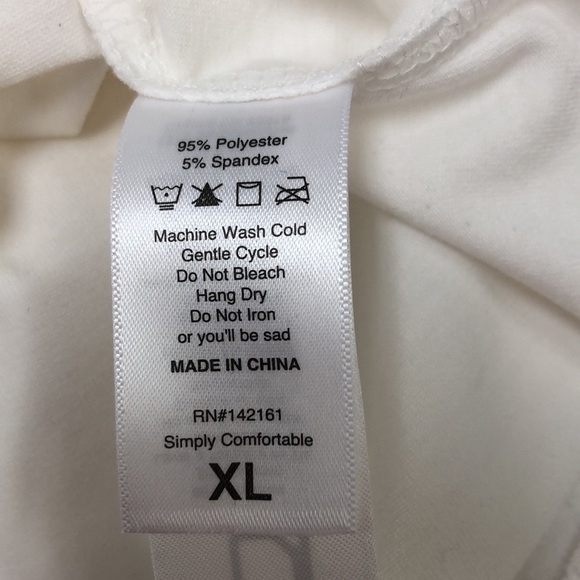 95% Polyester
5% Spandex
Machine Wash Cold
Gentle Cycle
Do Not Bleach
Hang Dry
Do Not Iron
or you'll be sad
MADE IN CHINA
RN#142161
Simply Comfortable
XL